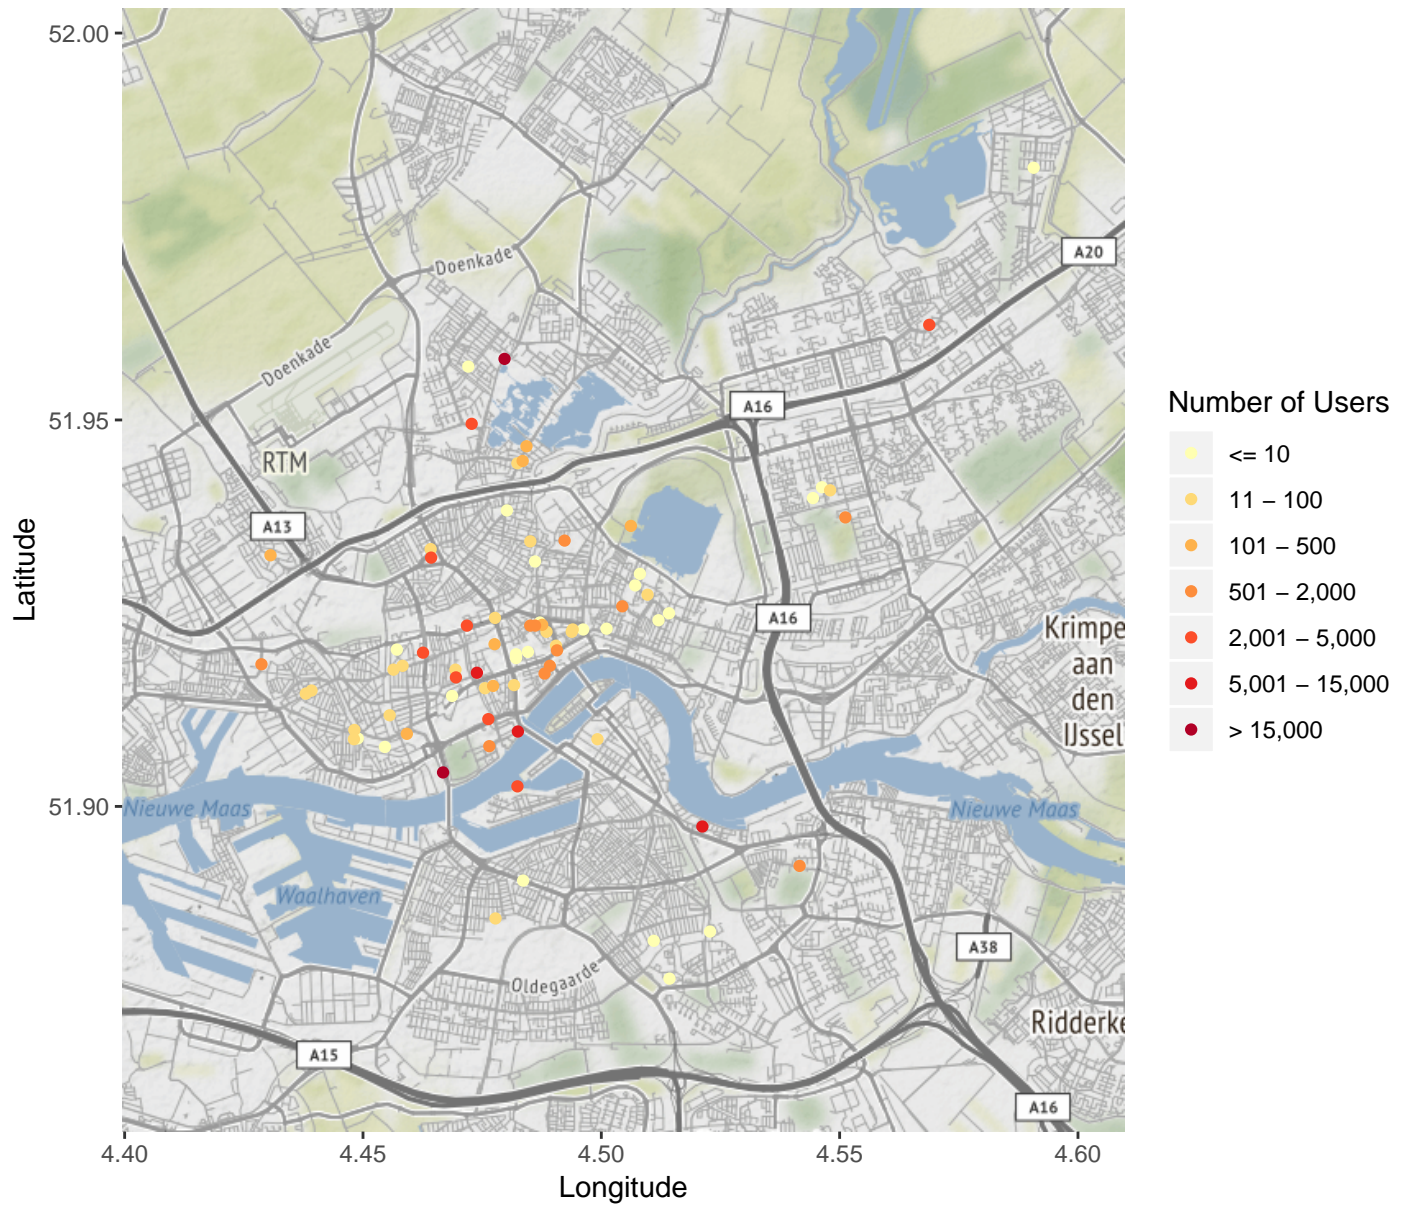 52.00
51.95
51.90
Latitude
4.40
4.45
4.50
4.55
4.60
Longitude
Doenkade
A20
Doenkade
A16
RTM
A13
A16
Krimpe
aan
den
IJssel
Nieuwe Maas
Nieuwe Maas
Waalhaven
A38
Oldegaarde
Ridderke
A15
A16
Number of Users
<= 10
11 – 100
101 – 500
501 – 2,000
2,001 – 5,000
5,001 – 15,000
> 15,000